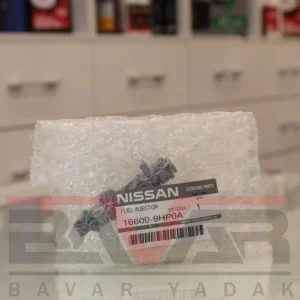 NISSAN
GENUINE PARTS
FUEL INJECTOR
1
16600-9HP0A
BAVAR
BAVAR YADAK